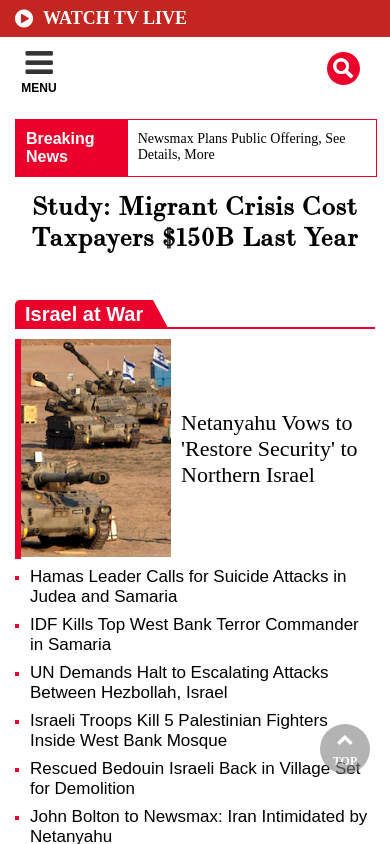 WATCH TV LIVE
MENU
Breaking
News
Newsmax Plans Public Offering, See
Details, More
Study: Migrant Crisis Cost
Taxpayers $150B Last Year
Israel at War
Netanyahu Vows to
'Restore Security' to
Northern Israel
Hamas Leader Calls for Suicide Attacks in
Judea and Samaria
IDF Kills Top West Bank Terror Commander
in Samaria
UN Demands Halt to Escalating Attacks
Between Hezbollah, Israel
Israeli Troops Kill 5 Palestinian Fighters
Inside West Bank Mosque
Rescued Bedouin Israeli Back in Village Set
for Demolition
TOP
John Bolton to Newsmax: Iran Intimidated by
Netanyahu